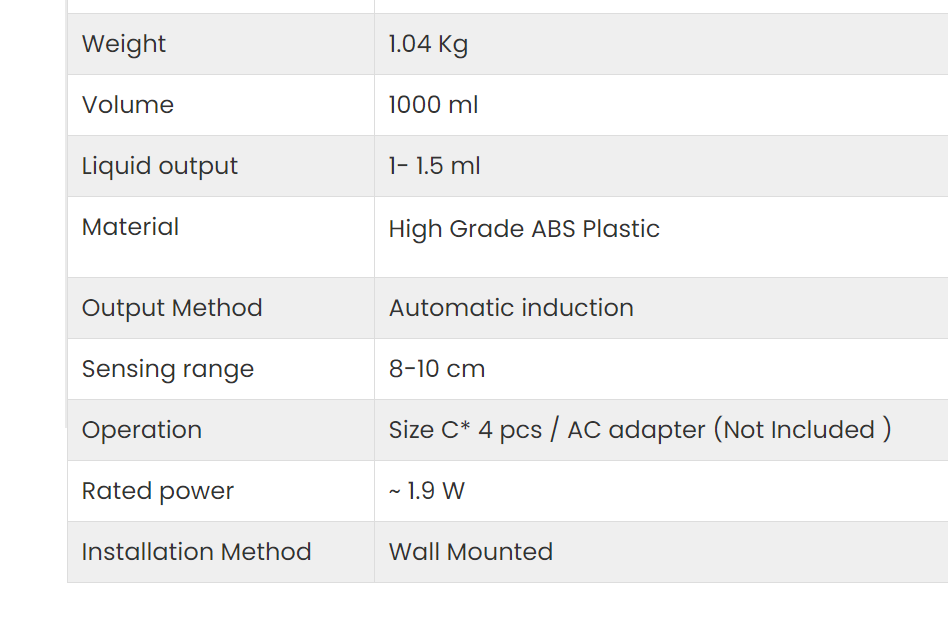 Weight 1.04 Kg
Volume 1000 ml
Liquid output 1- 1.5 ml
Material High Grade ABS Plastic
Output Method Automatic induction
Sensing range 8-10 cm
Operation Size C* 4 pcs / AC adapter (Not Included )
Rated power ~ 1.9 W
Installation Method Wall Mounted